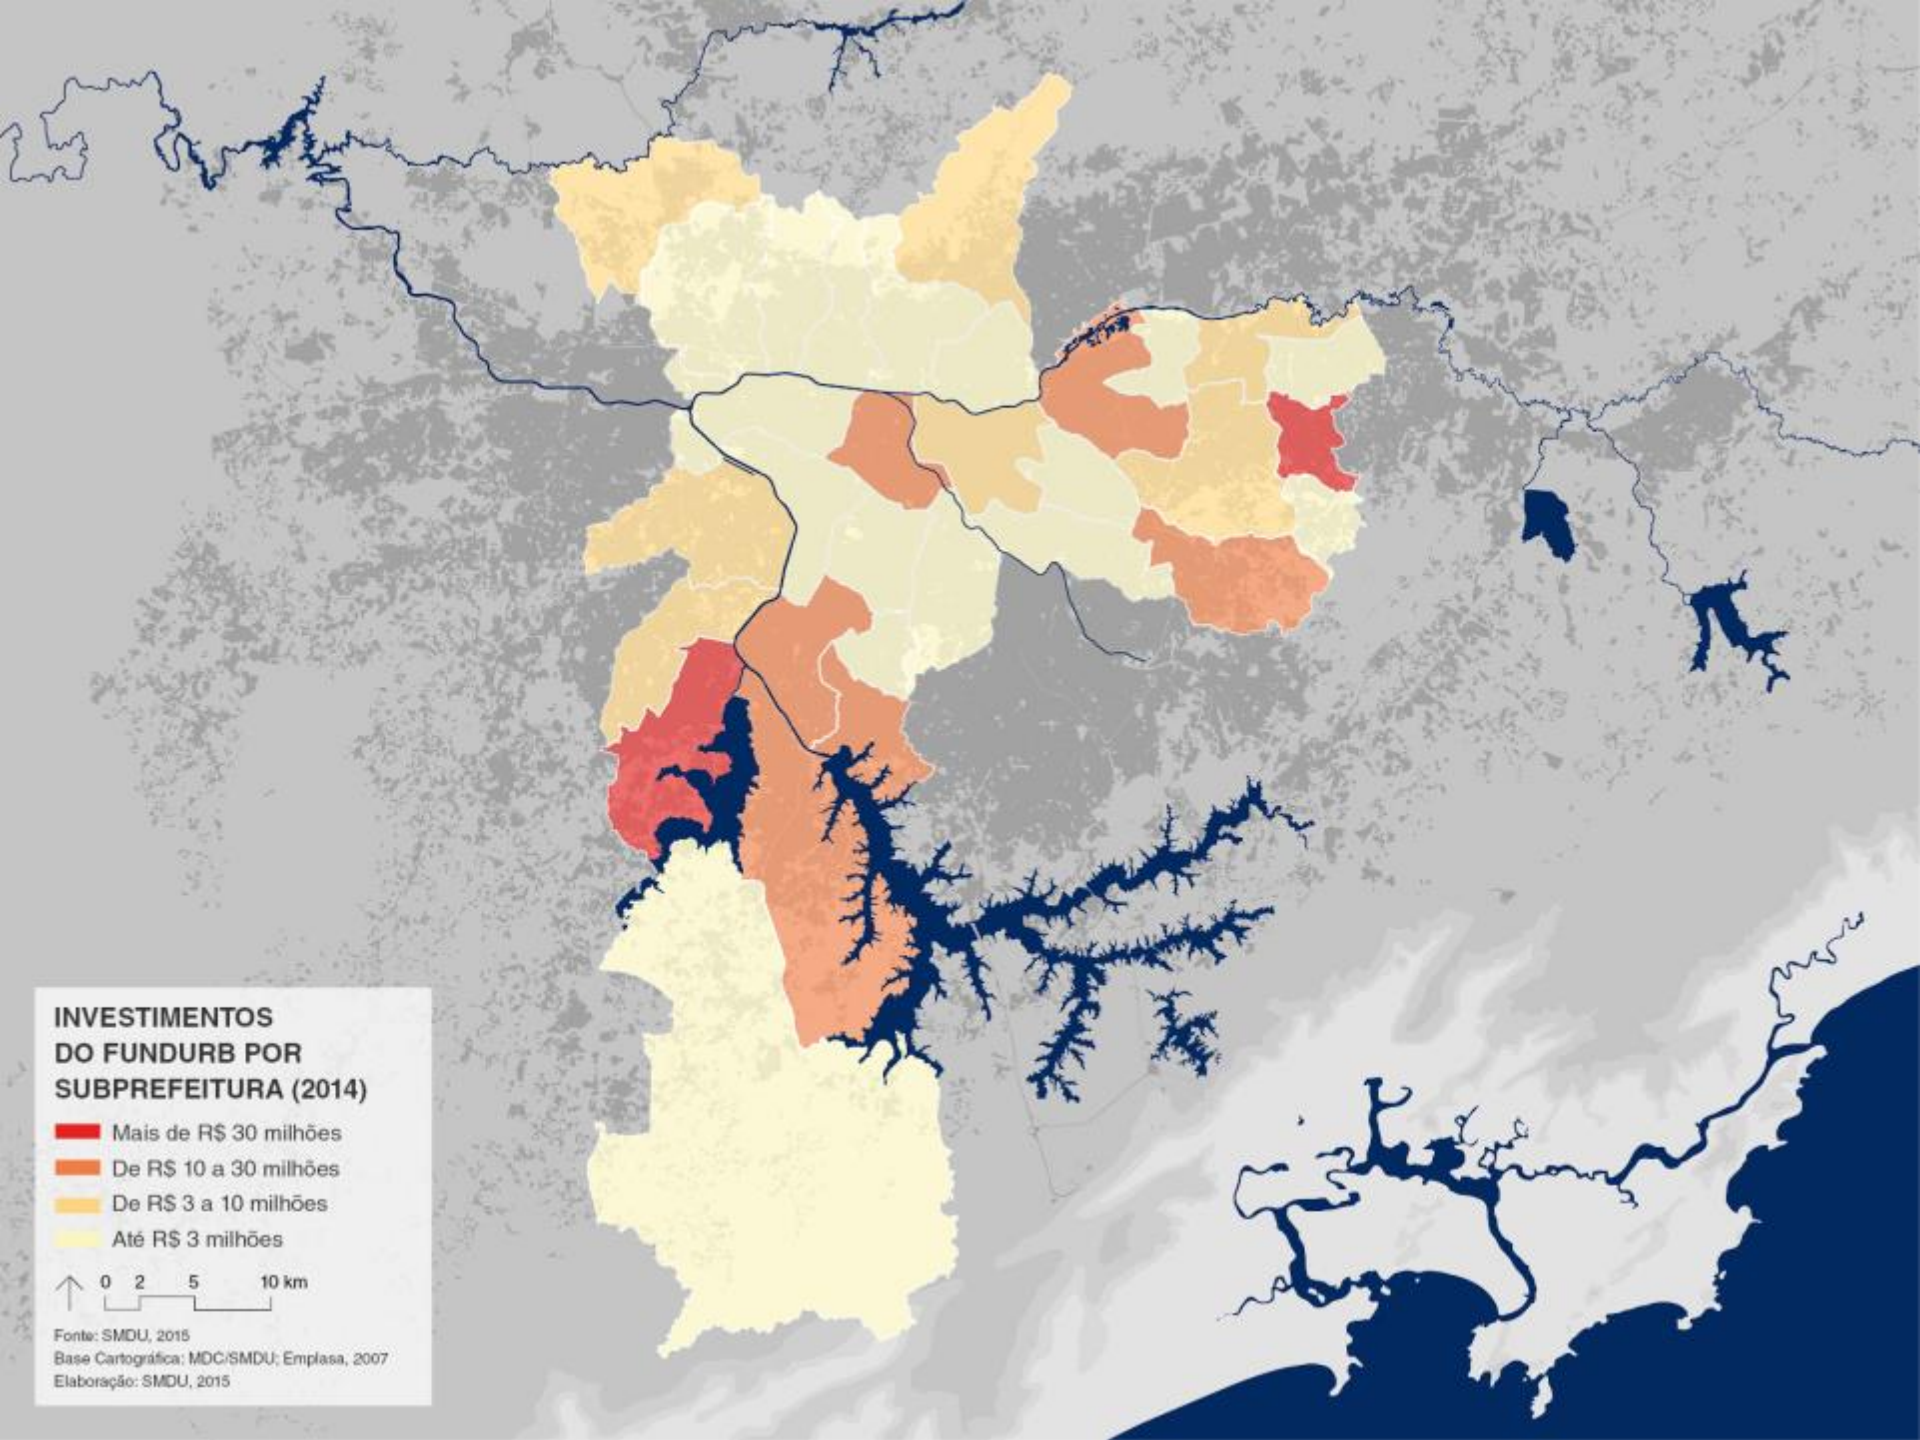 INVESTIMENTOS
DO FUNDURB POR
SUBPREFEITURA (2014)
Mais de R$ 30 milhões
De R$ 10 a 30 milhões
De R$ 3 a 10 milhões
Até R$ 3 milhões
0 2 5 10 km
Fonte: SMDU, 2015
Base Cartográfica: MDC/SMDU; Emplasa, 2007
Elaboração: SMDU, 2015